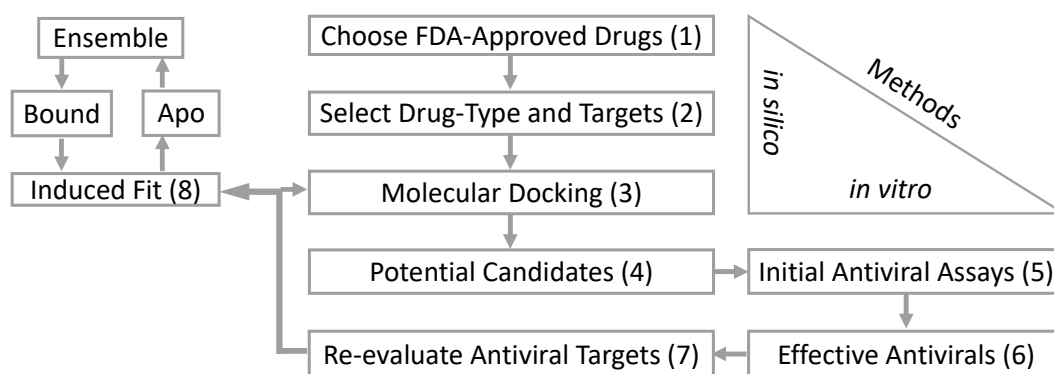 Ensemble
Bound
Apo
Induced Fit (8)
Choose FDA-Approved Drugs (1)
Select Drug-Type and Targets (2)
Molecular Docking (3)
Potential Candidates (4)
Initial Antiviral Assays (5)
Effective Antivirals (6)
Re-evaluate Antiviral Targets (7)
in silico
Methods
in vitro